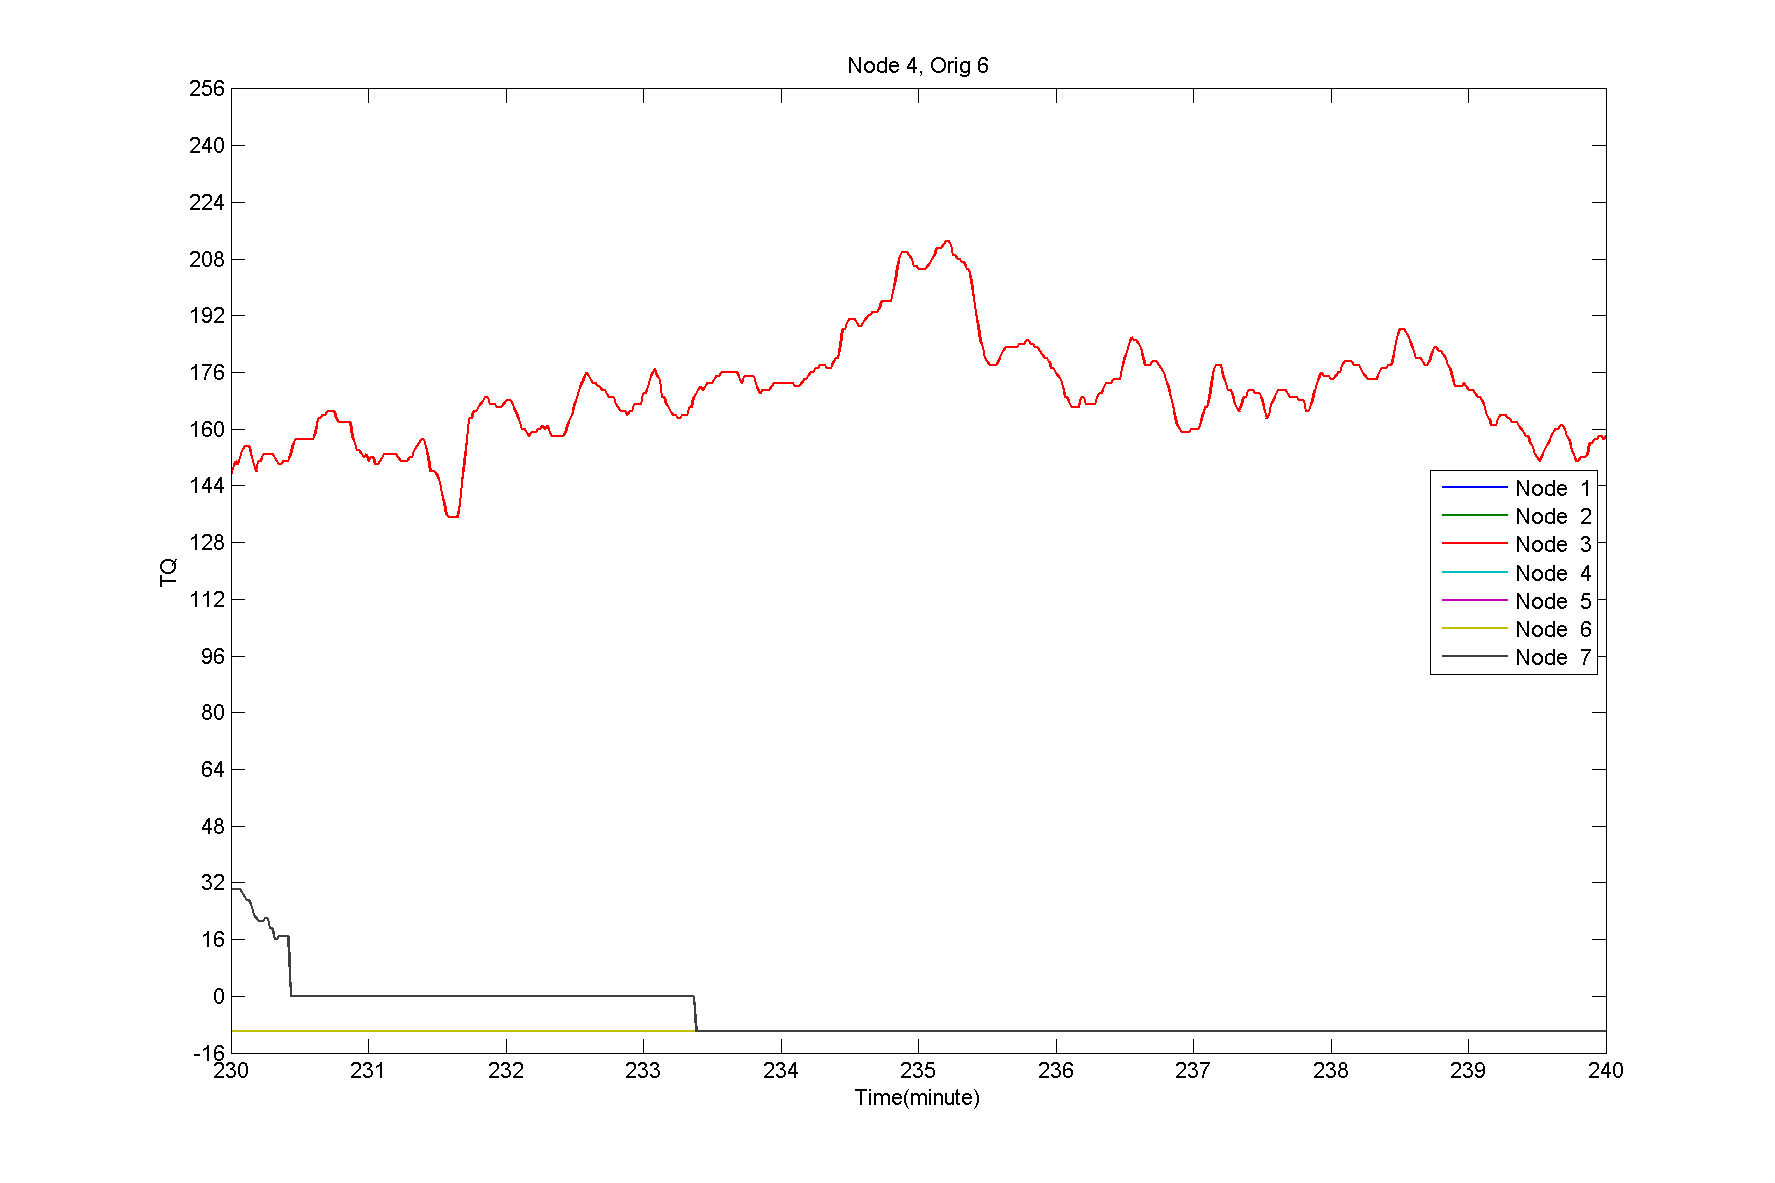 Node 4, Orig 6
256
240
224
208
192
176
160
144
128
112
96
80
64
48
32
16
0
-16
TQ
Node 1
Node 2
Node 3
Node 4
Node 5
Node 6
Node 7
230 231 232 233 234 235 236 237 238 239 240
Time(minute)